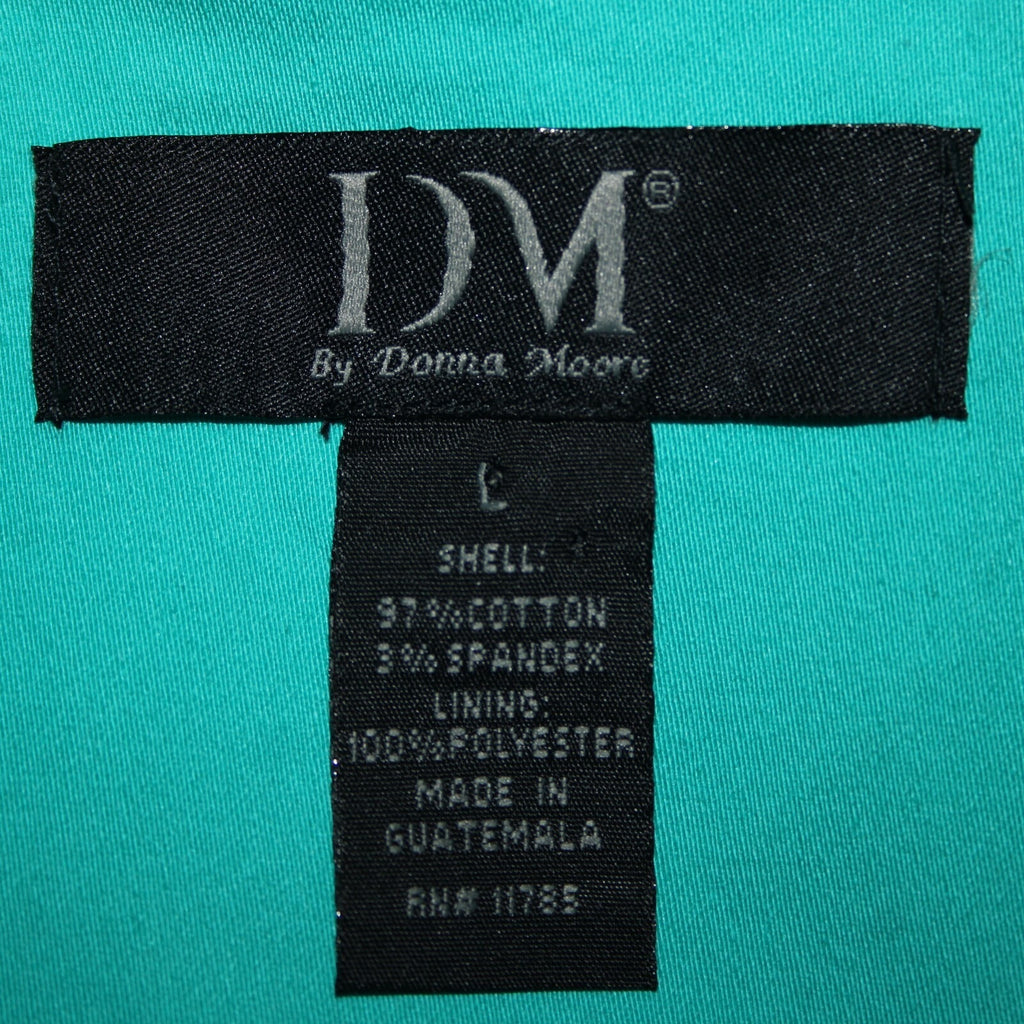 DM®
By Donna Moore
L
SHELL:
97%COTTON
3% SPANDEX
LINING:
100%POLYESTER
MADE IN
GUATEMALA
RN# 11785